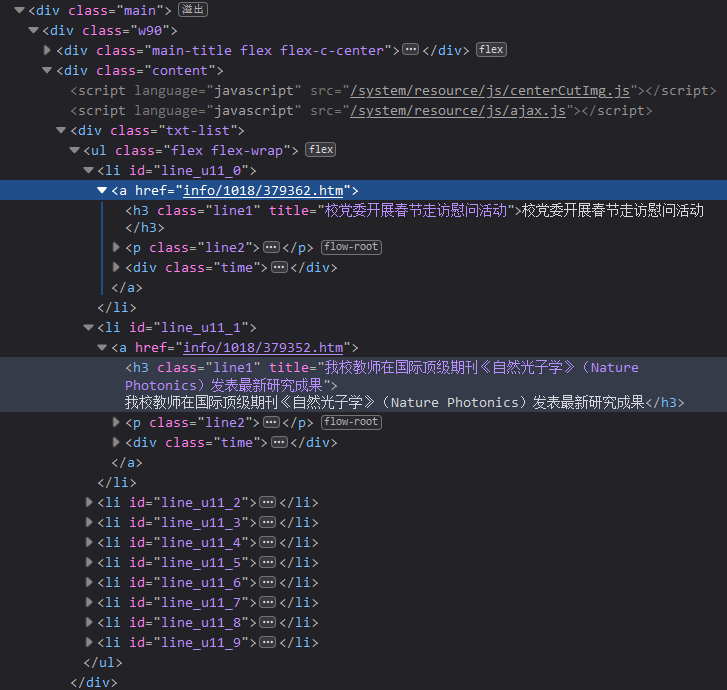 <div class="main"> 溢出
<div class="w90">
<div class="main-title flex flex-c-center">…</div> flex
<div class="content">
<script language="javascript" src="/system/resource/js/centerCutImg.js"></script>
<script language="javascript" src="/system/resource/js/ajax.js"></script>
<div class="txt-list">
<ul class="flex flex-wrap"> flex
<li id="line_u11_0">
<a href="info/1018/379362.htm">
<h3 class="line1" title="校党委开展春节走访慰问活动">校党委开展春节走访慰问活动
</h3>
<p class="line2">…</p> flow-root
<div class="time">…</div>
</a>
</li>
<li id="line_u11_1">
<a href="info/1018/379352.htm">
<h3 class="line1" title="我校教师在国际顶级期刊《自然光子学》（Nature
Photonics）发表最新研究成果">
我校教师在国际顶级期刊《自然光子学》（Nature Photonics）发表最新研究成果</h3>
<p class="line2">…</p> flow-root
<div class="time">…</div>
</a>
</li>
<li id="line_u11_2">…</li>
<li id="line_u11_3">…</li>
<li id="line_u11_4">…</li>
<li id="line_u11_5">…</li>
<li id="line_u11_6">…</li>
<li id="line_u11_7">…</li>
<li id="line_u11_8">…</li>
<li id="line_u11_9">…</li>
</ul>
</div>